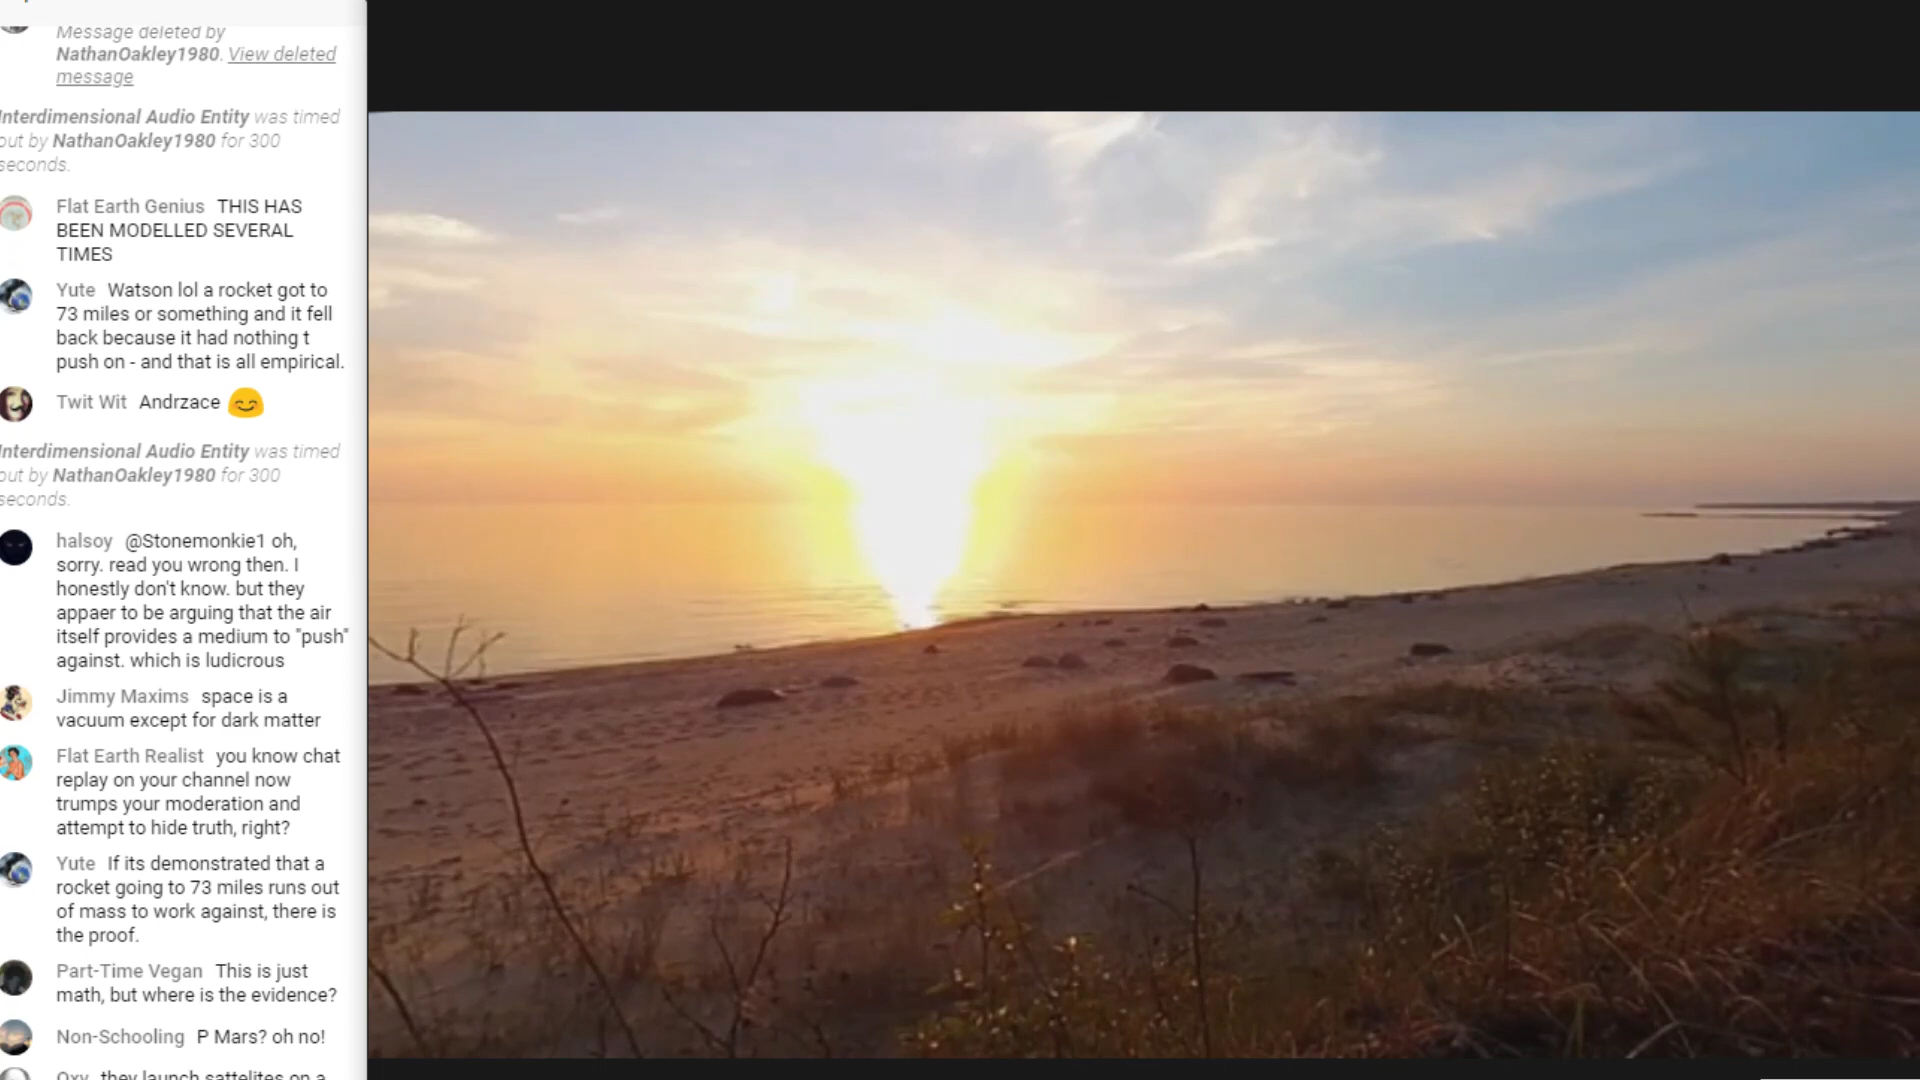 Message deleted by
NathanOakley1980. View deleted
message
Interdimensional Audio Entity was timed
out by NathanOakley1980 for 300
seconds.
Flat Earth Genius THIS HAS
BEEN MODELLED SEVERAL
TIMES
Yute Watson lol a rocket got to
73 miles or something and it fell
back because it had nothing t
push on - and that is all empirical.
Twit Wit Andrzace
Interdimensional Audio Entity was timed
out by NathanOakley1980 for 300
seconds.
halsoy @Stonemonkie1 oh,
sorry. read you wrong then. I
honestly don't know. but they
appaer to be arguing that the air
itself provides a medium to "push"
against. which is ludicrous
Jimmy Maxims space is a
vacuum except for dark matter
Flat Earth Realist you know chat
replay on your channel now
trumps your moderation and
attempt to hide truth, right?
Yute If its demonstrated that a
rocket going to 73 miles runs out
of mass to work against, there is
the proof.
Part-Time Vegan This is just
math, but where is the evidence?
Non-Schooling P Mars? oh no!
Oxy they launch sattelites on a